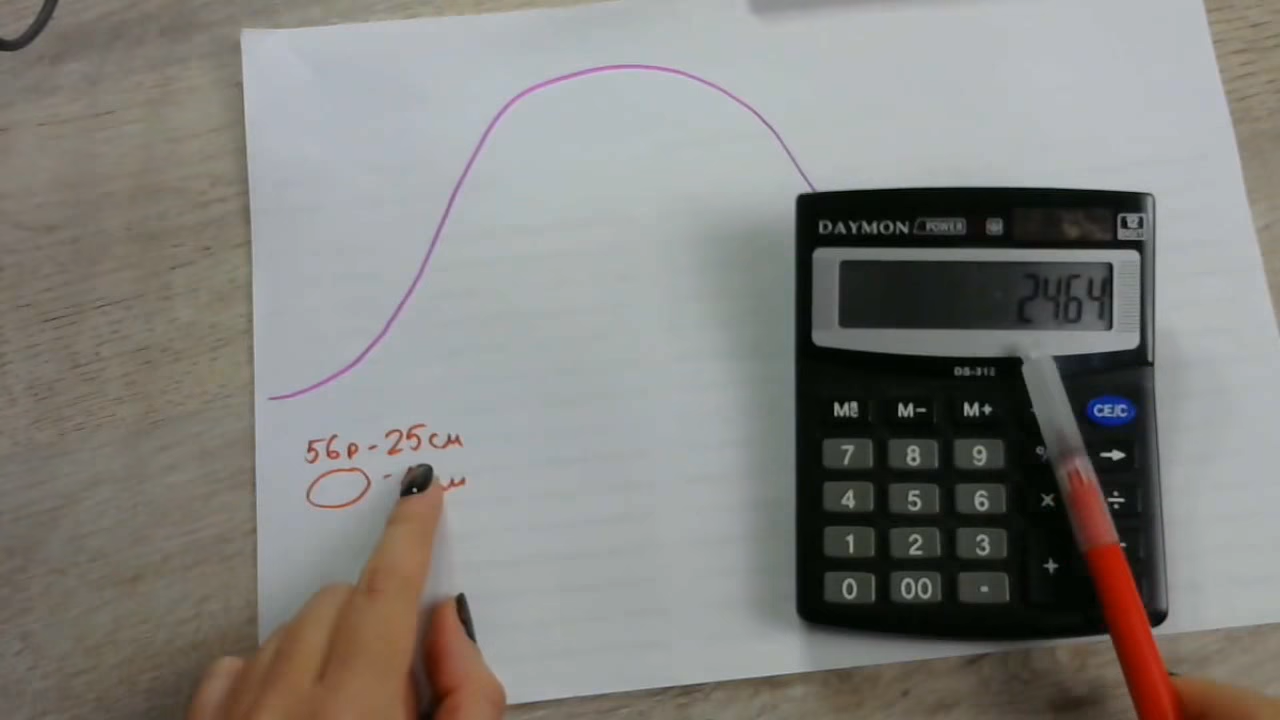 DAYMON POWER
12
2464
DS-312
M- M+ CE/C
7 8 9 % →
4 5 6 × ÷
1 2 3
0 00 · +
56р-25см